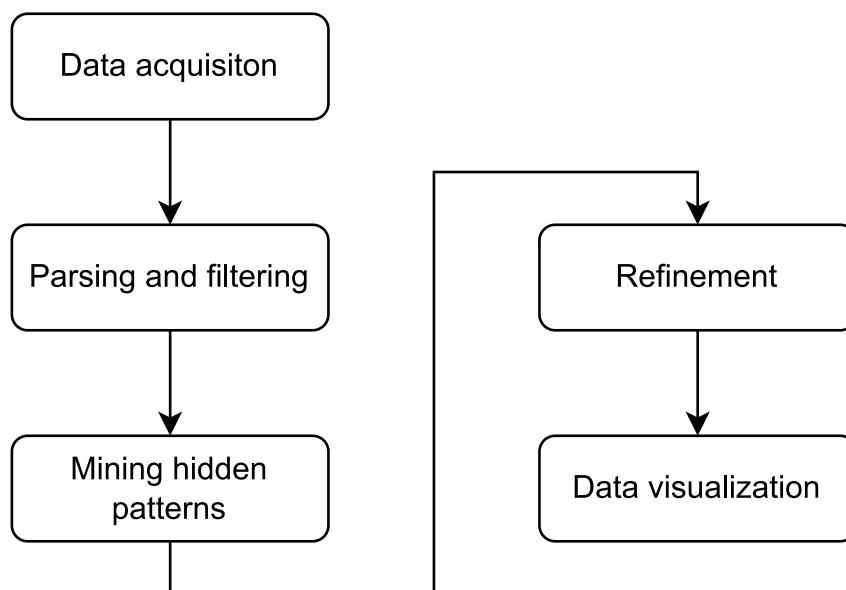 Data acquisiton
Parsing and filtering
Mining hidden
patterns
Refinement
Data visualization